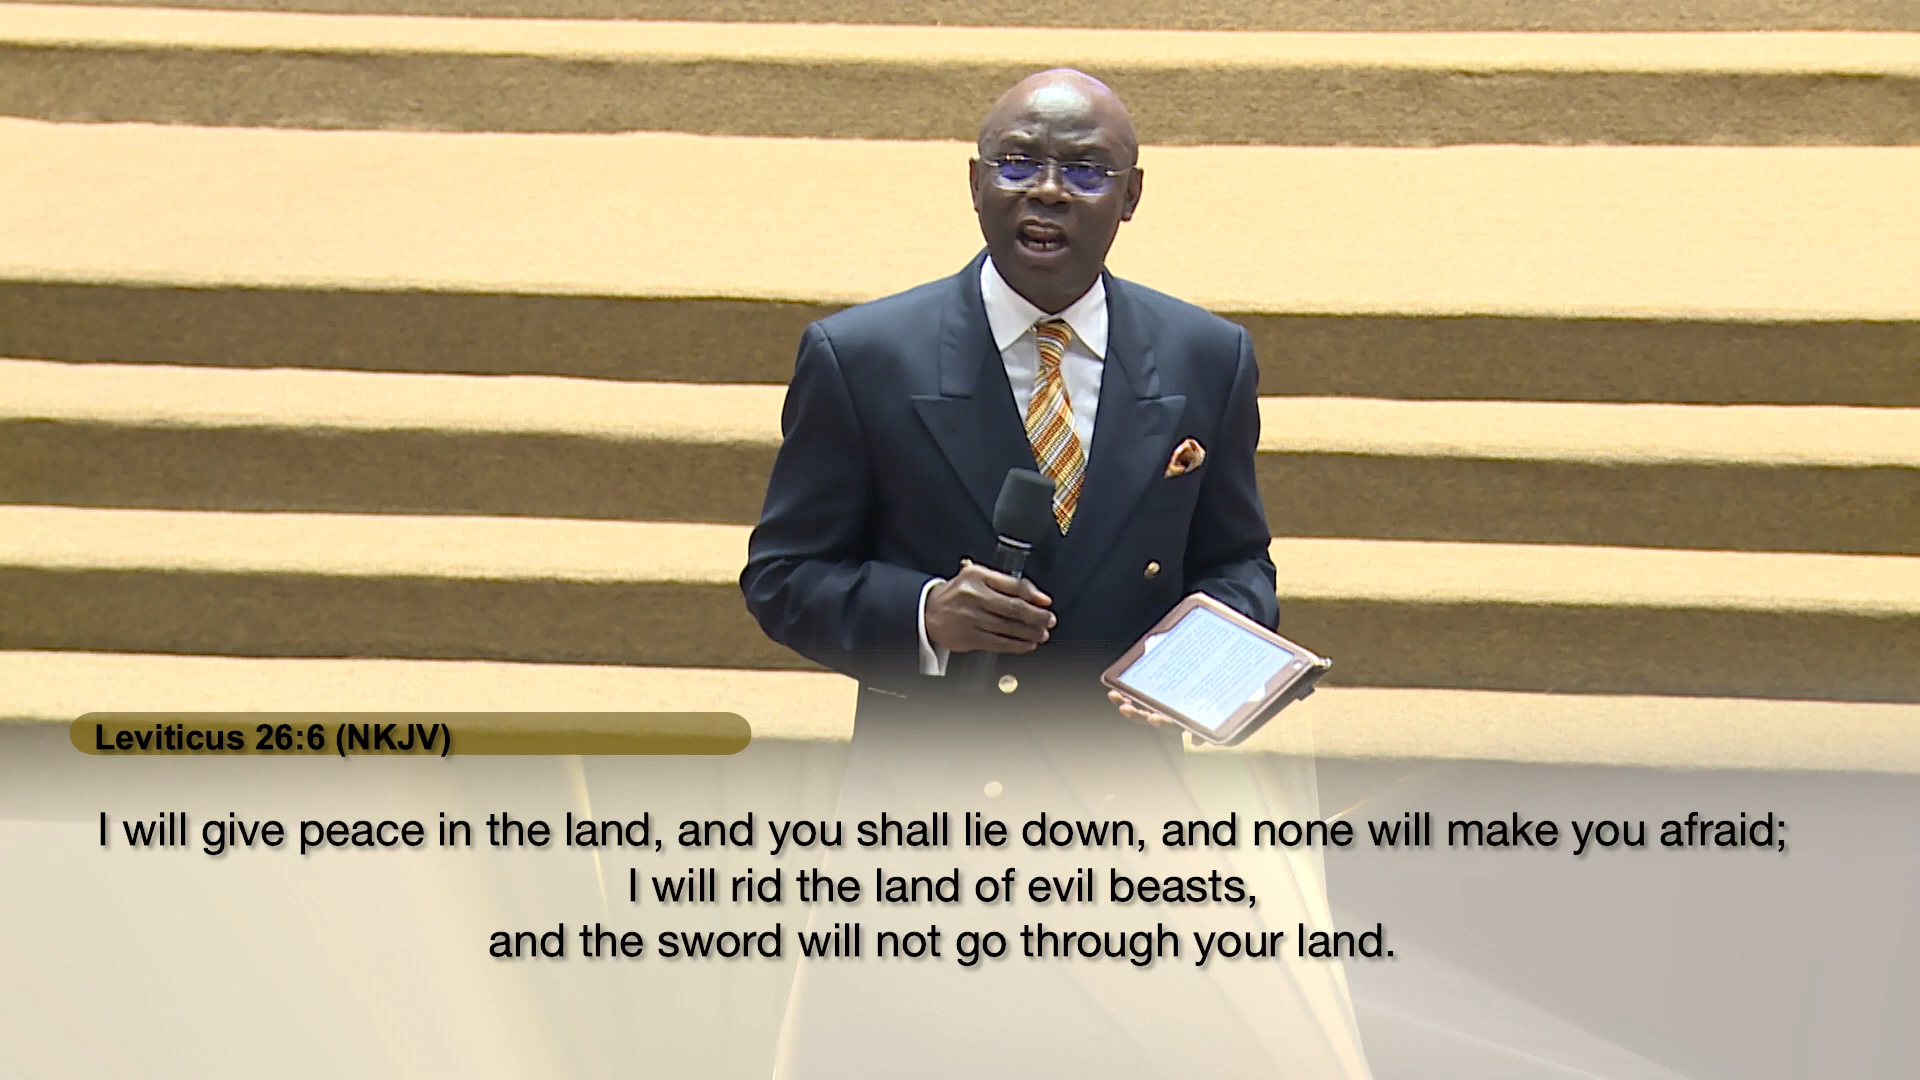 Leviticus 26:6 (NKJV)
I will give peace in the land, and you shall lie down, and none will make you afraid;
I will rid the land of evil beasts,
and the sword will not go through your land.